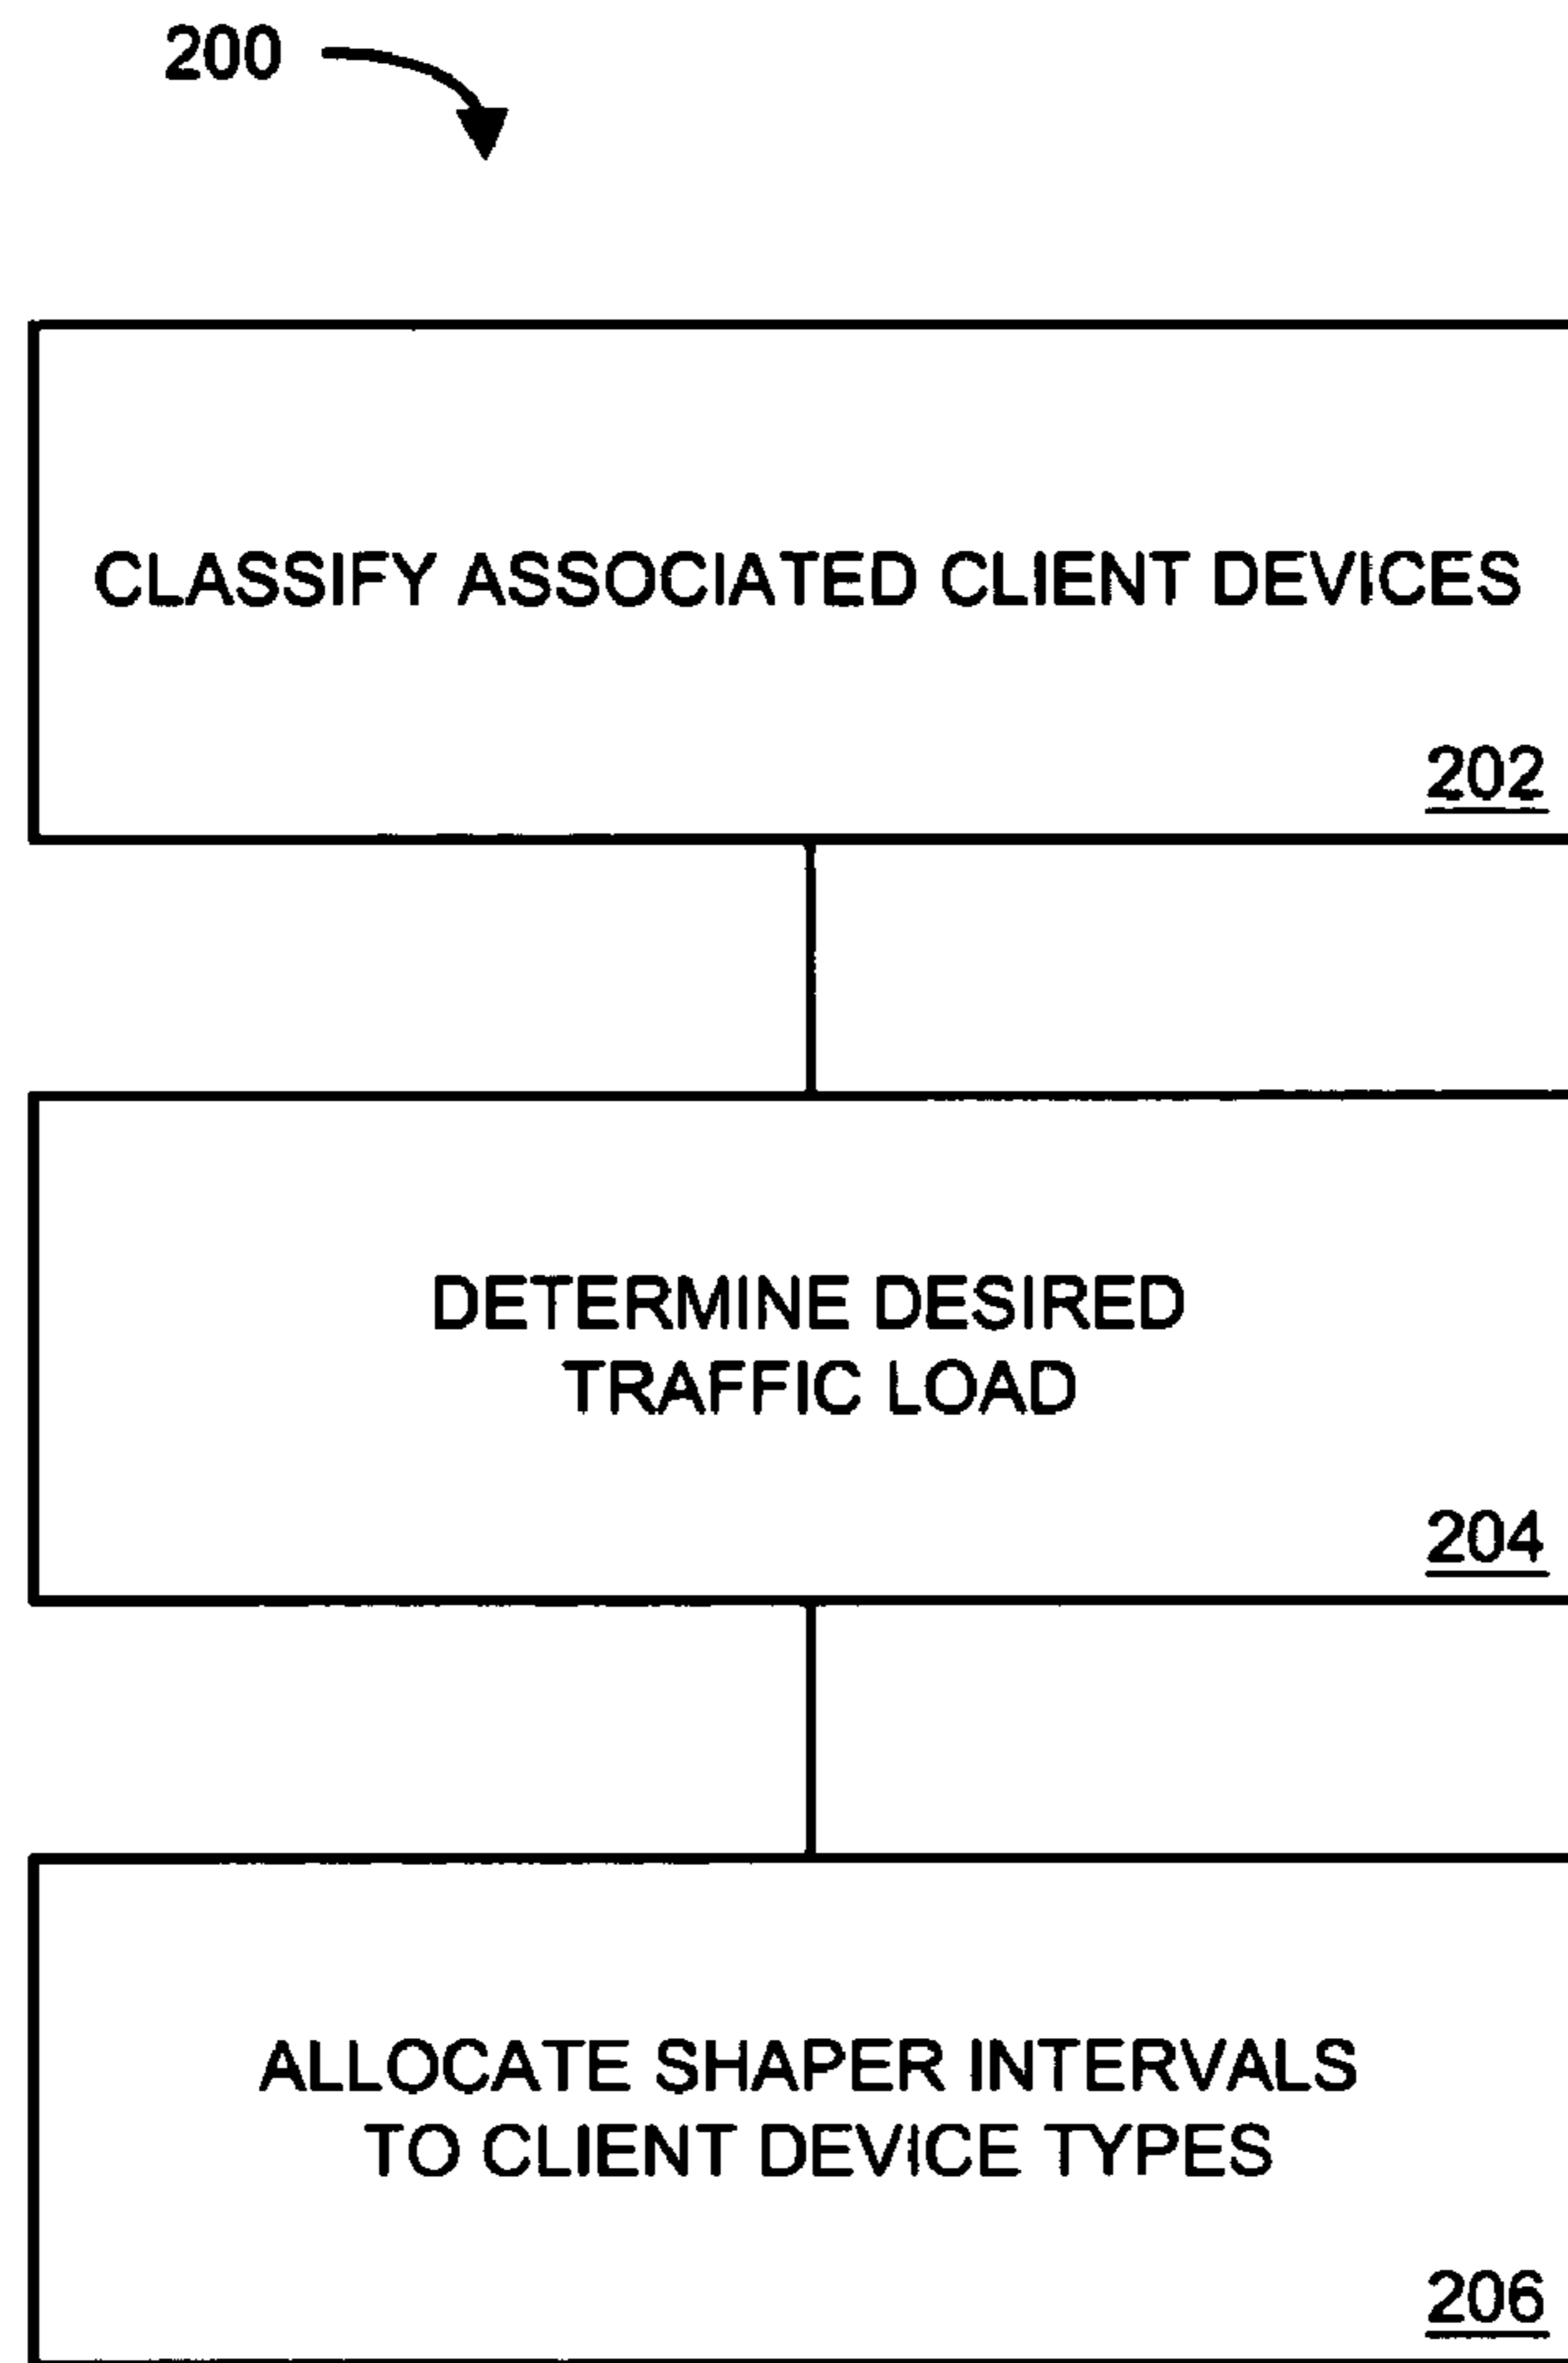 200
CLASSIFY ASSOCIATED CLIENT DEVICES
202
DETERMINE DESIRED
TRAFFIC LOAD
204
ALLOCATE SHAPER INTERVALS
TO CLIENT DEVICE TYPES
206